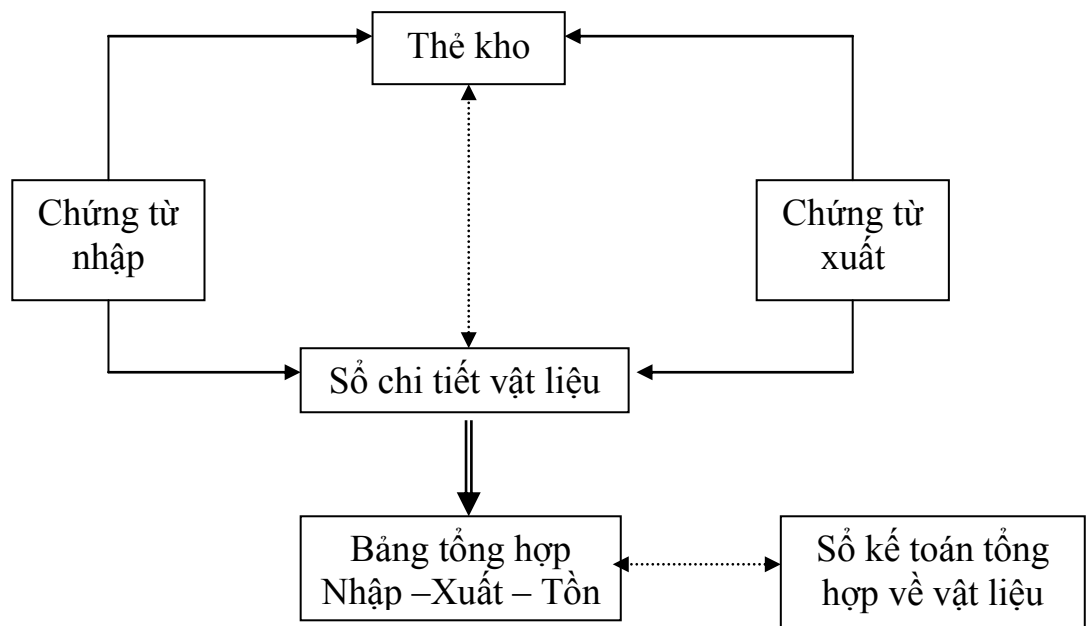 Thẻ kho
Chứng từ
nhập
Chứng từ
xuất
Sổ chi tiết vật liệu
Bảng tổng hợp
Nhập –Xuất – Tồn
Sổ kế toán tổng
hợp về vật liệu